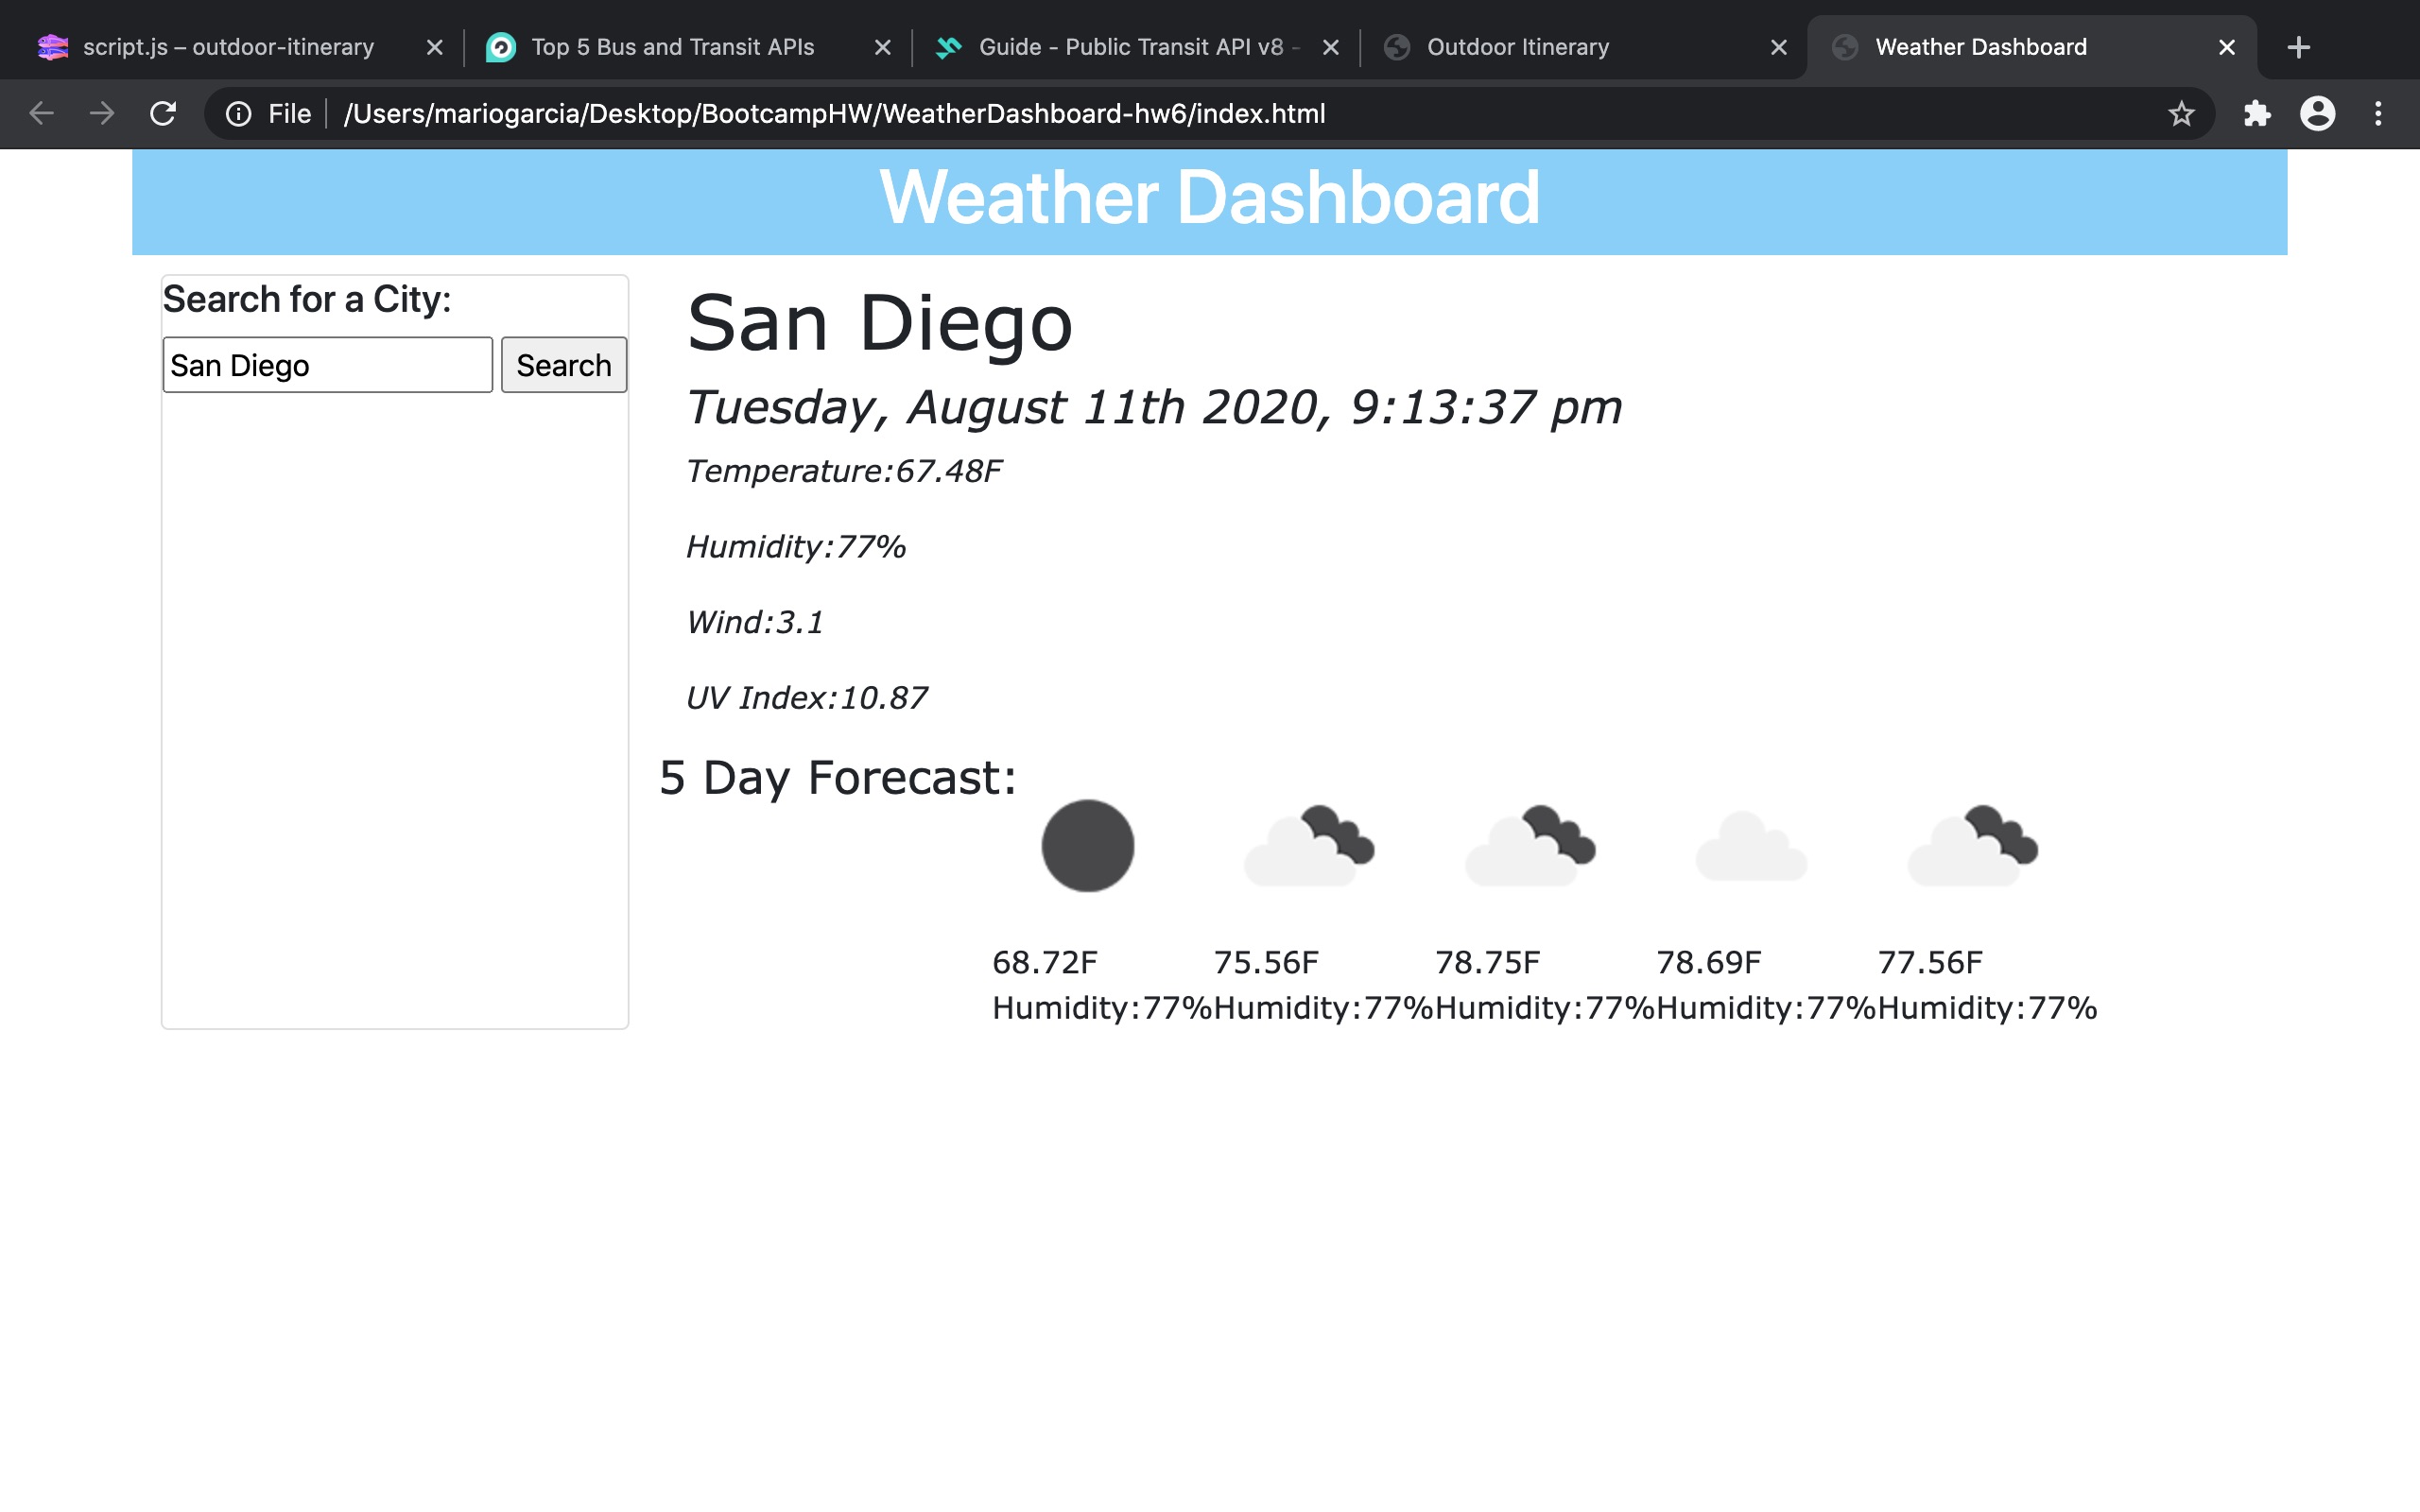 script.js – outdoor-itinerary
Top 5 Bus and Transit APIs
Guide - Public Transit API v8 -
Outdoor Itinerary
Weather Dashboard
File
/Users/mariogarcia/Desktop/BootcampHW/WeatherDashboard-hw6/index.html
Weather Dashboard
Search for a City:
San Diego
Search
San Diego
Tuesday, August 11th 2020, 9:13:37 pm
Temperature:67.48F
Humidity:77%
Wind:3.1
UV Index:10.87
5 Day Forecast:
68.72F 75.56F 78.75F 78.69F 77.56F
Humidity:77%Humidity:77%Humidity:77%Humidity:77%Humidity:77%